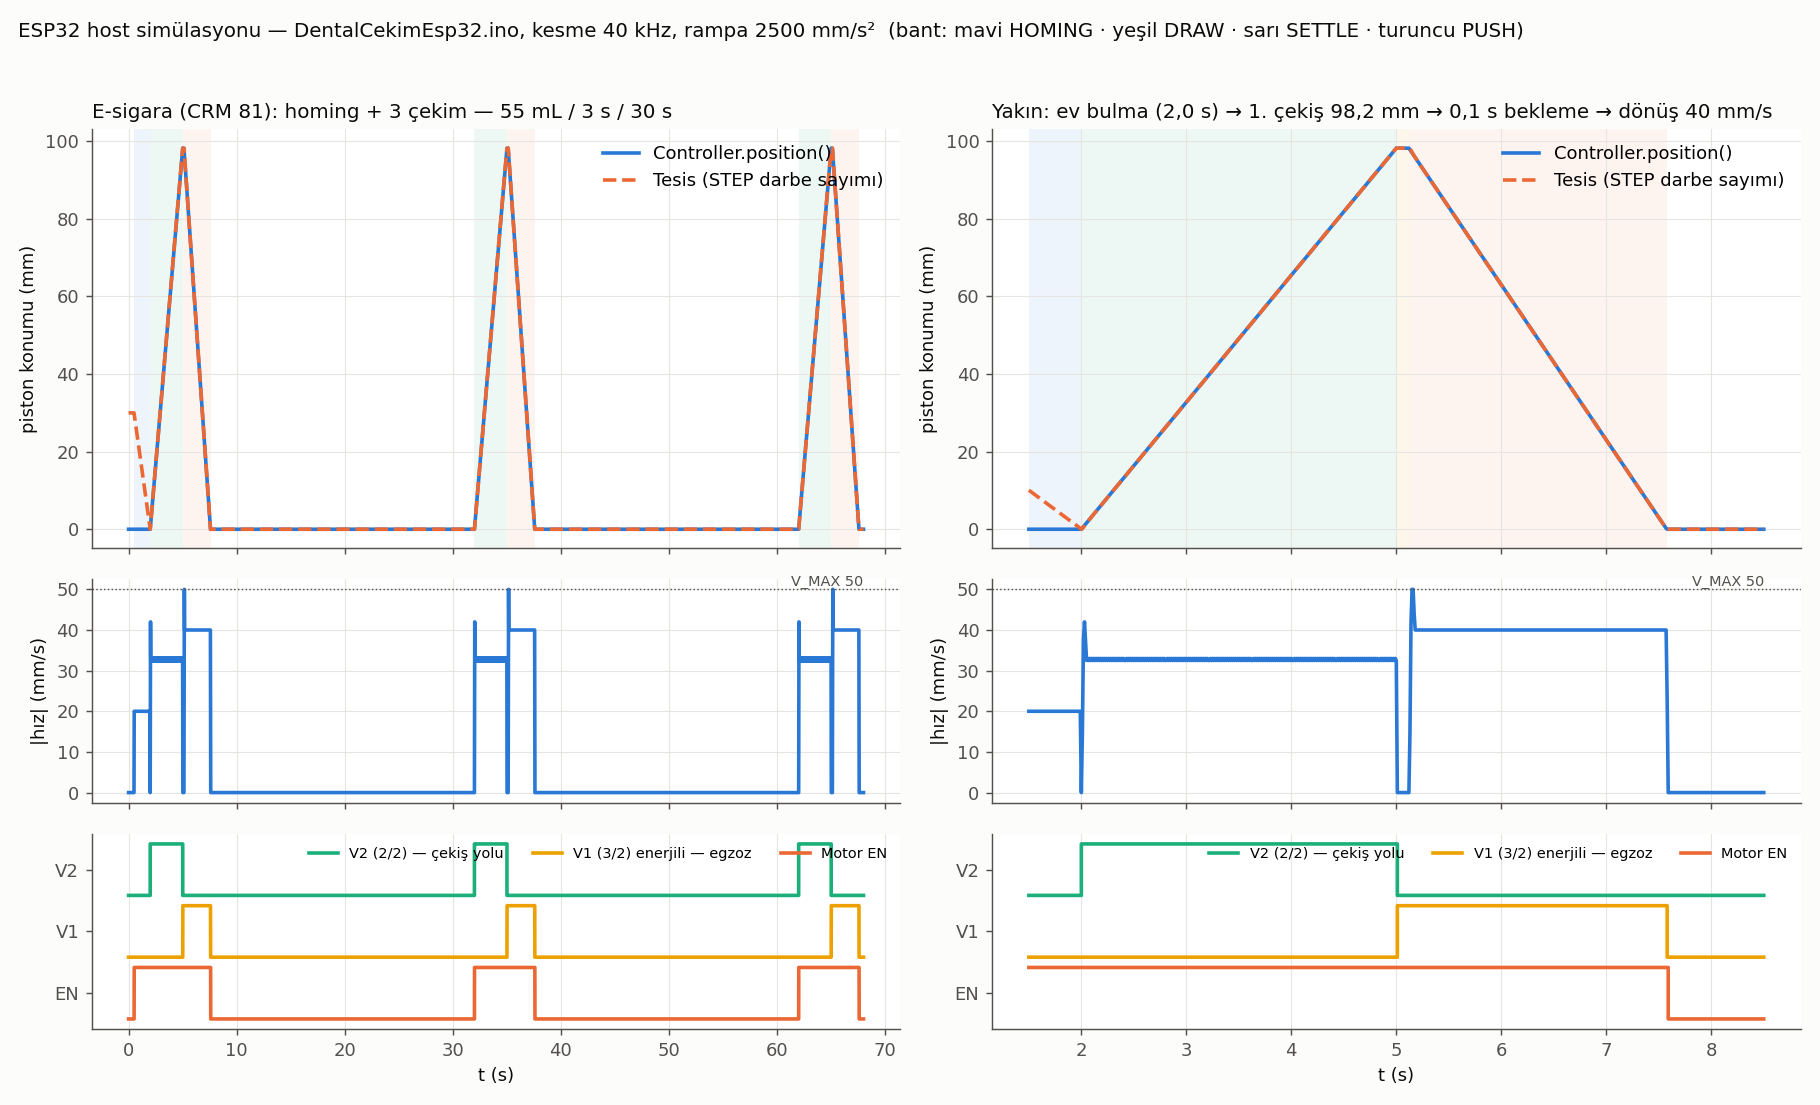 ESP32 host simülasyonu — DentalCekimEsp32.ino, kesme 40 kHz, rampa 2500 mm/s² (bant: mavi HOMING · yeşil DRAW · sarı SETTLE · turuncu PUSH)
E-sigara (CRM 81): homing + 3 çekim — 55 mL / 3 s / 30 s
100
80
60
40
20
0
piston konumu (mm)
Controller.position()
Tesis (STEP darbe sayımı)
Yakın: ev bulma (2,0 s) → 1. çekiş 98,2 mm → 0,1 s bekleme → dönüş 40 mm/s
100
80
60
40
20
0
piston konumu (mm)
Controller.position()
Tesis (STEP darbe sayımı)
50
40
30
20
10
0
|hız| (mm/s)
V_MAX 50
50
40
30
20
10
0
|hız| (mm/s)
V_MAX 50
V2
V1
EN
V2 (2/2) — çekiş yolu
V1 (3/2) enerjili — egzoz
Motor EN
0 10 20 30 40 50 60 70
t (s)
V2
V1
EN
V2 (2/2) — çekiş yolu
V1 (3/2) enerjili — egzoz
Motor EN
2 3 4 5 6 7 8
t (s)